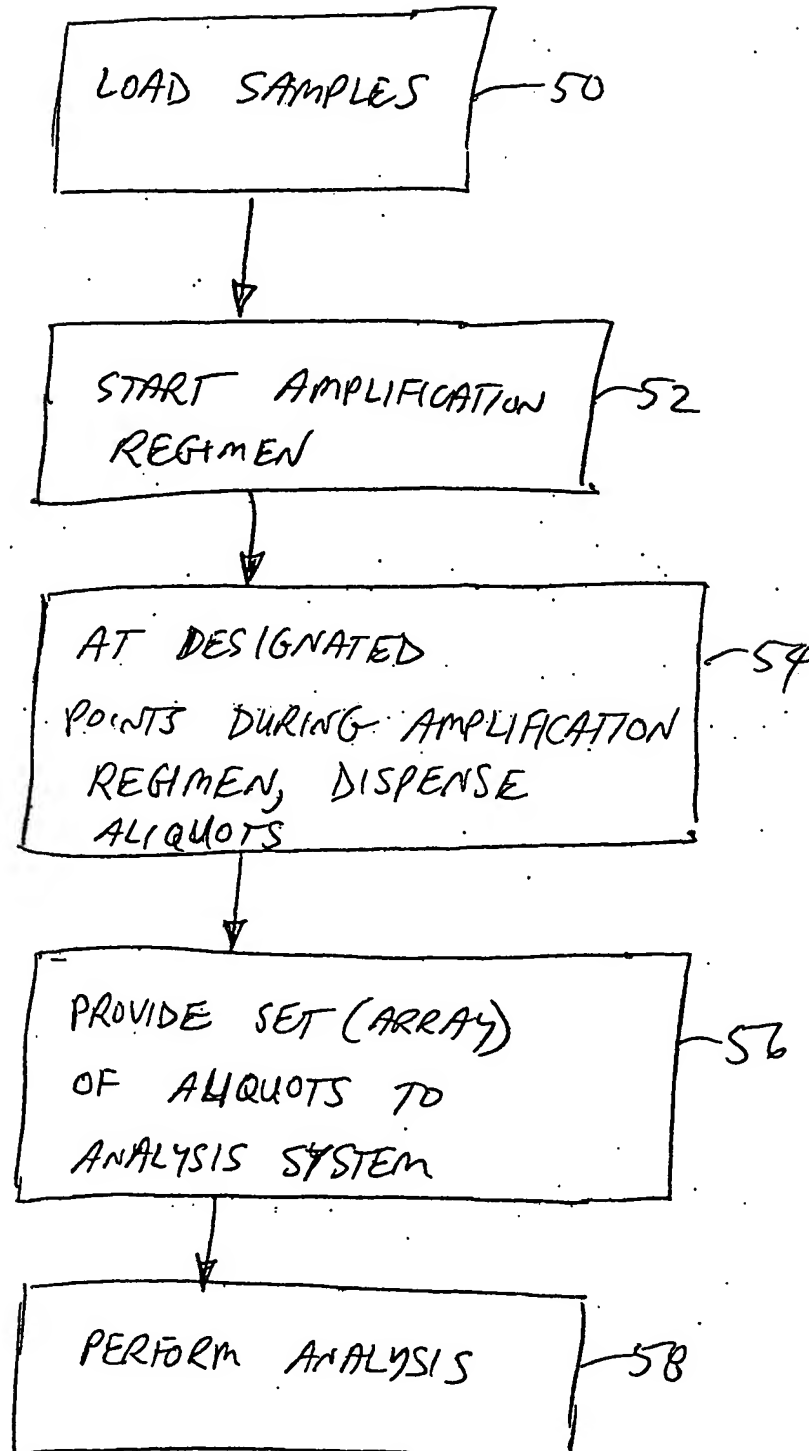 LOAD SAMPLES 50
START AMPLIFICATION 52
REGIMEN
AT DESIGNATED 54
POINTS DURING AMPLIFICATION
REGIMEN, DISPENSE
ALIQUOTS
PROVIDE SET (ARRAY) 56
OF ALIQUOTS TO
ANALYSIS SYSTEM
PERFORM ANALYSIS 58